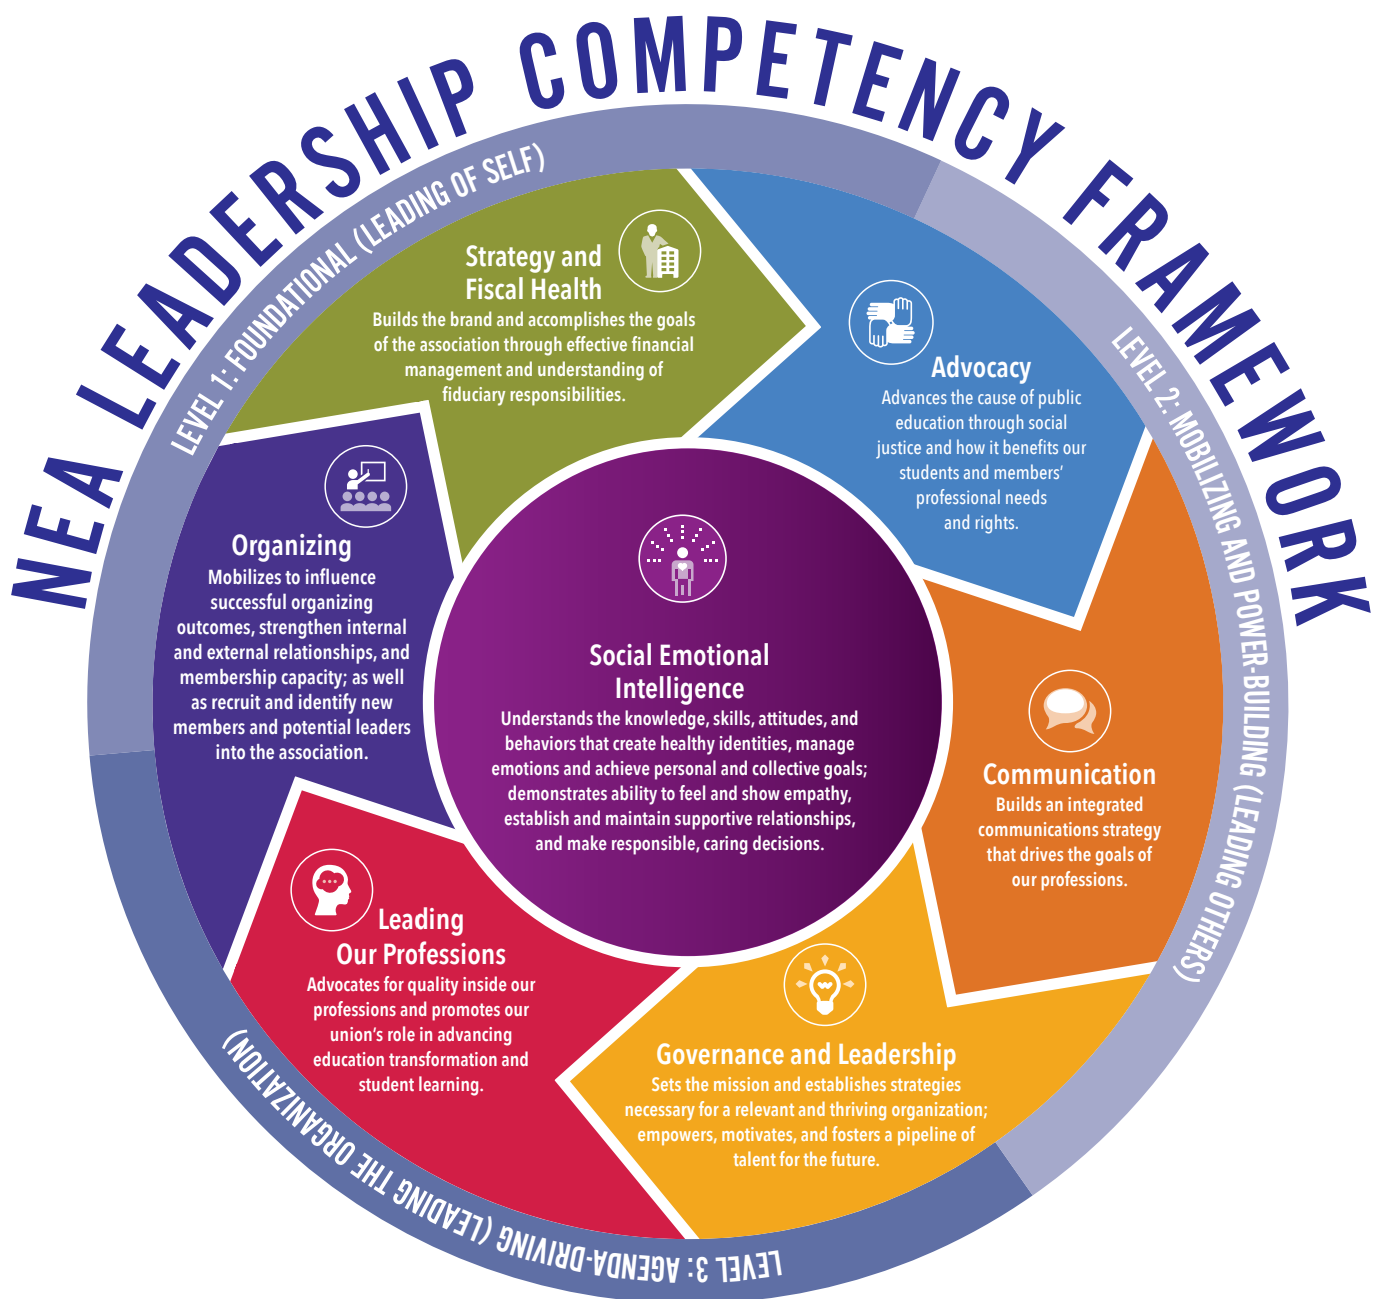 NEA LEADERSHIP COMPETENCY FRAMEWORK
LEVEL 1: FOUNDATIONAL (LEADING OF SELF)
LEVEL 2: MOBILIZING AND POWER-BUILDING (LEADING OTHERS)
LEVEL 3: AGENDA-DRIVING (LEADING THE ORGANIZATION)
Strategy and
Fiscal Health
Builds the brand and accomplishes the goals
of the association through effective financial
management and understanding of
fiduciary responsibilities.
Advocacy
Advances the cause of public
education through social
justice and how it benefits our
students and members’
professional needs
and rights.
Communication
Builds an integrated
communications strategy
that drives the goals of
our professions.
Governance and Leadership
Sets the mission and establishes strategies
necessary for a relevant and thriving organization;
empowers, motivates, and fosters a pipeline of
talent for the future.
Leading
Our Professions
Advocates for quality inside our
professions and promotes our
union’s role in advancing
education transformation and
student learning.
Organizing
Mobilizes to influence
successful organizing
outcomes, strengthen internal
and external relationships, and
membership capacity; as well
as recruit and identify new
members and potential leaders
into the association.
Social Emotional
Intelligence
Understands the knowledge, skills, attitudes, and
behaviors that create healthy identities, manage
emotions and achieve personal and collective goals;
demonstrates ability to feel and show empathy,
establish and maintain supportive relationships,
and make responsible, caring decisions.